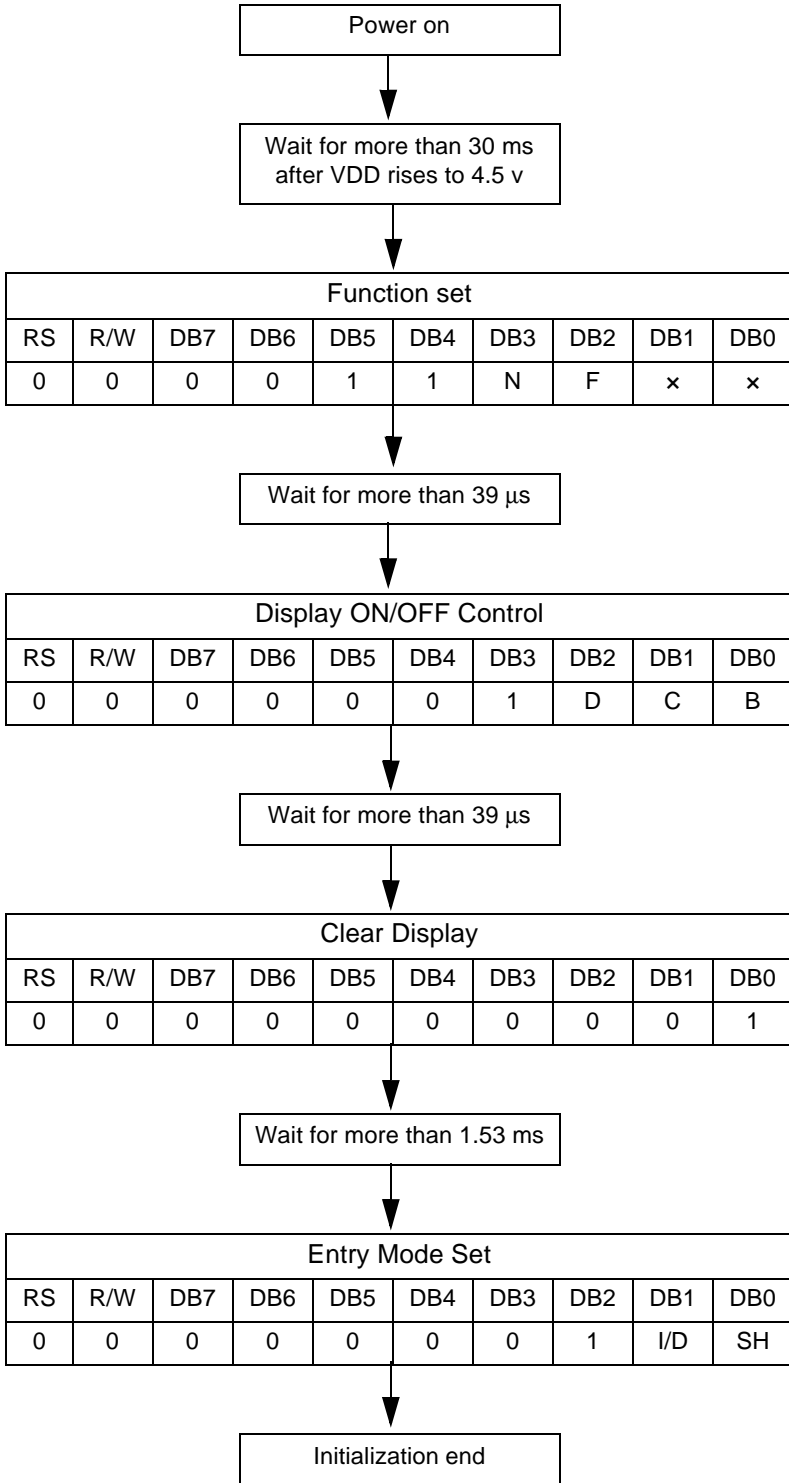 Power on
Wait for more than 30 ms
after VDD rises to 4.5 v
Function set
RS R/W DB7 DB6 DB5 DB4 DB3 DB2 DB1 DB0
0 0 0 0 1 1 N F × ×
Wait for more than 39 μs
Display ON/OFF Control
RS R/W DB7 DB6 DB5 DB4 DB3 DB2 DB1 DB0
0 0 0 0 0 0 1 D C B
Wait for more than 39 μs
Clear Display
RS R/W DB7 DB6 DB5 DB4 DB3 DB2 DB1 DB0
0 0 0 0 0 0 0 0 0 1
Wait for more than 1.53 ms
Entry Mode Set
RS R/W DB7 DB6 DB5 DB4 DB3 DB2 DB1 DB0
0 0 0 0 0 0 0 1 I/D SH
Initialization end